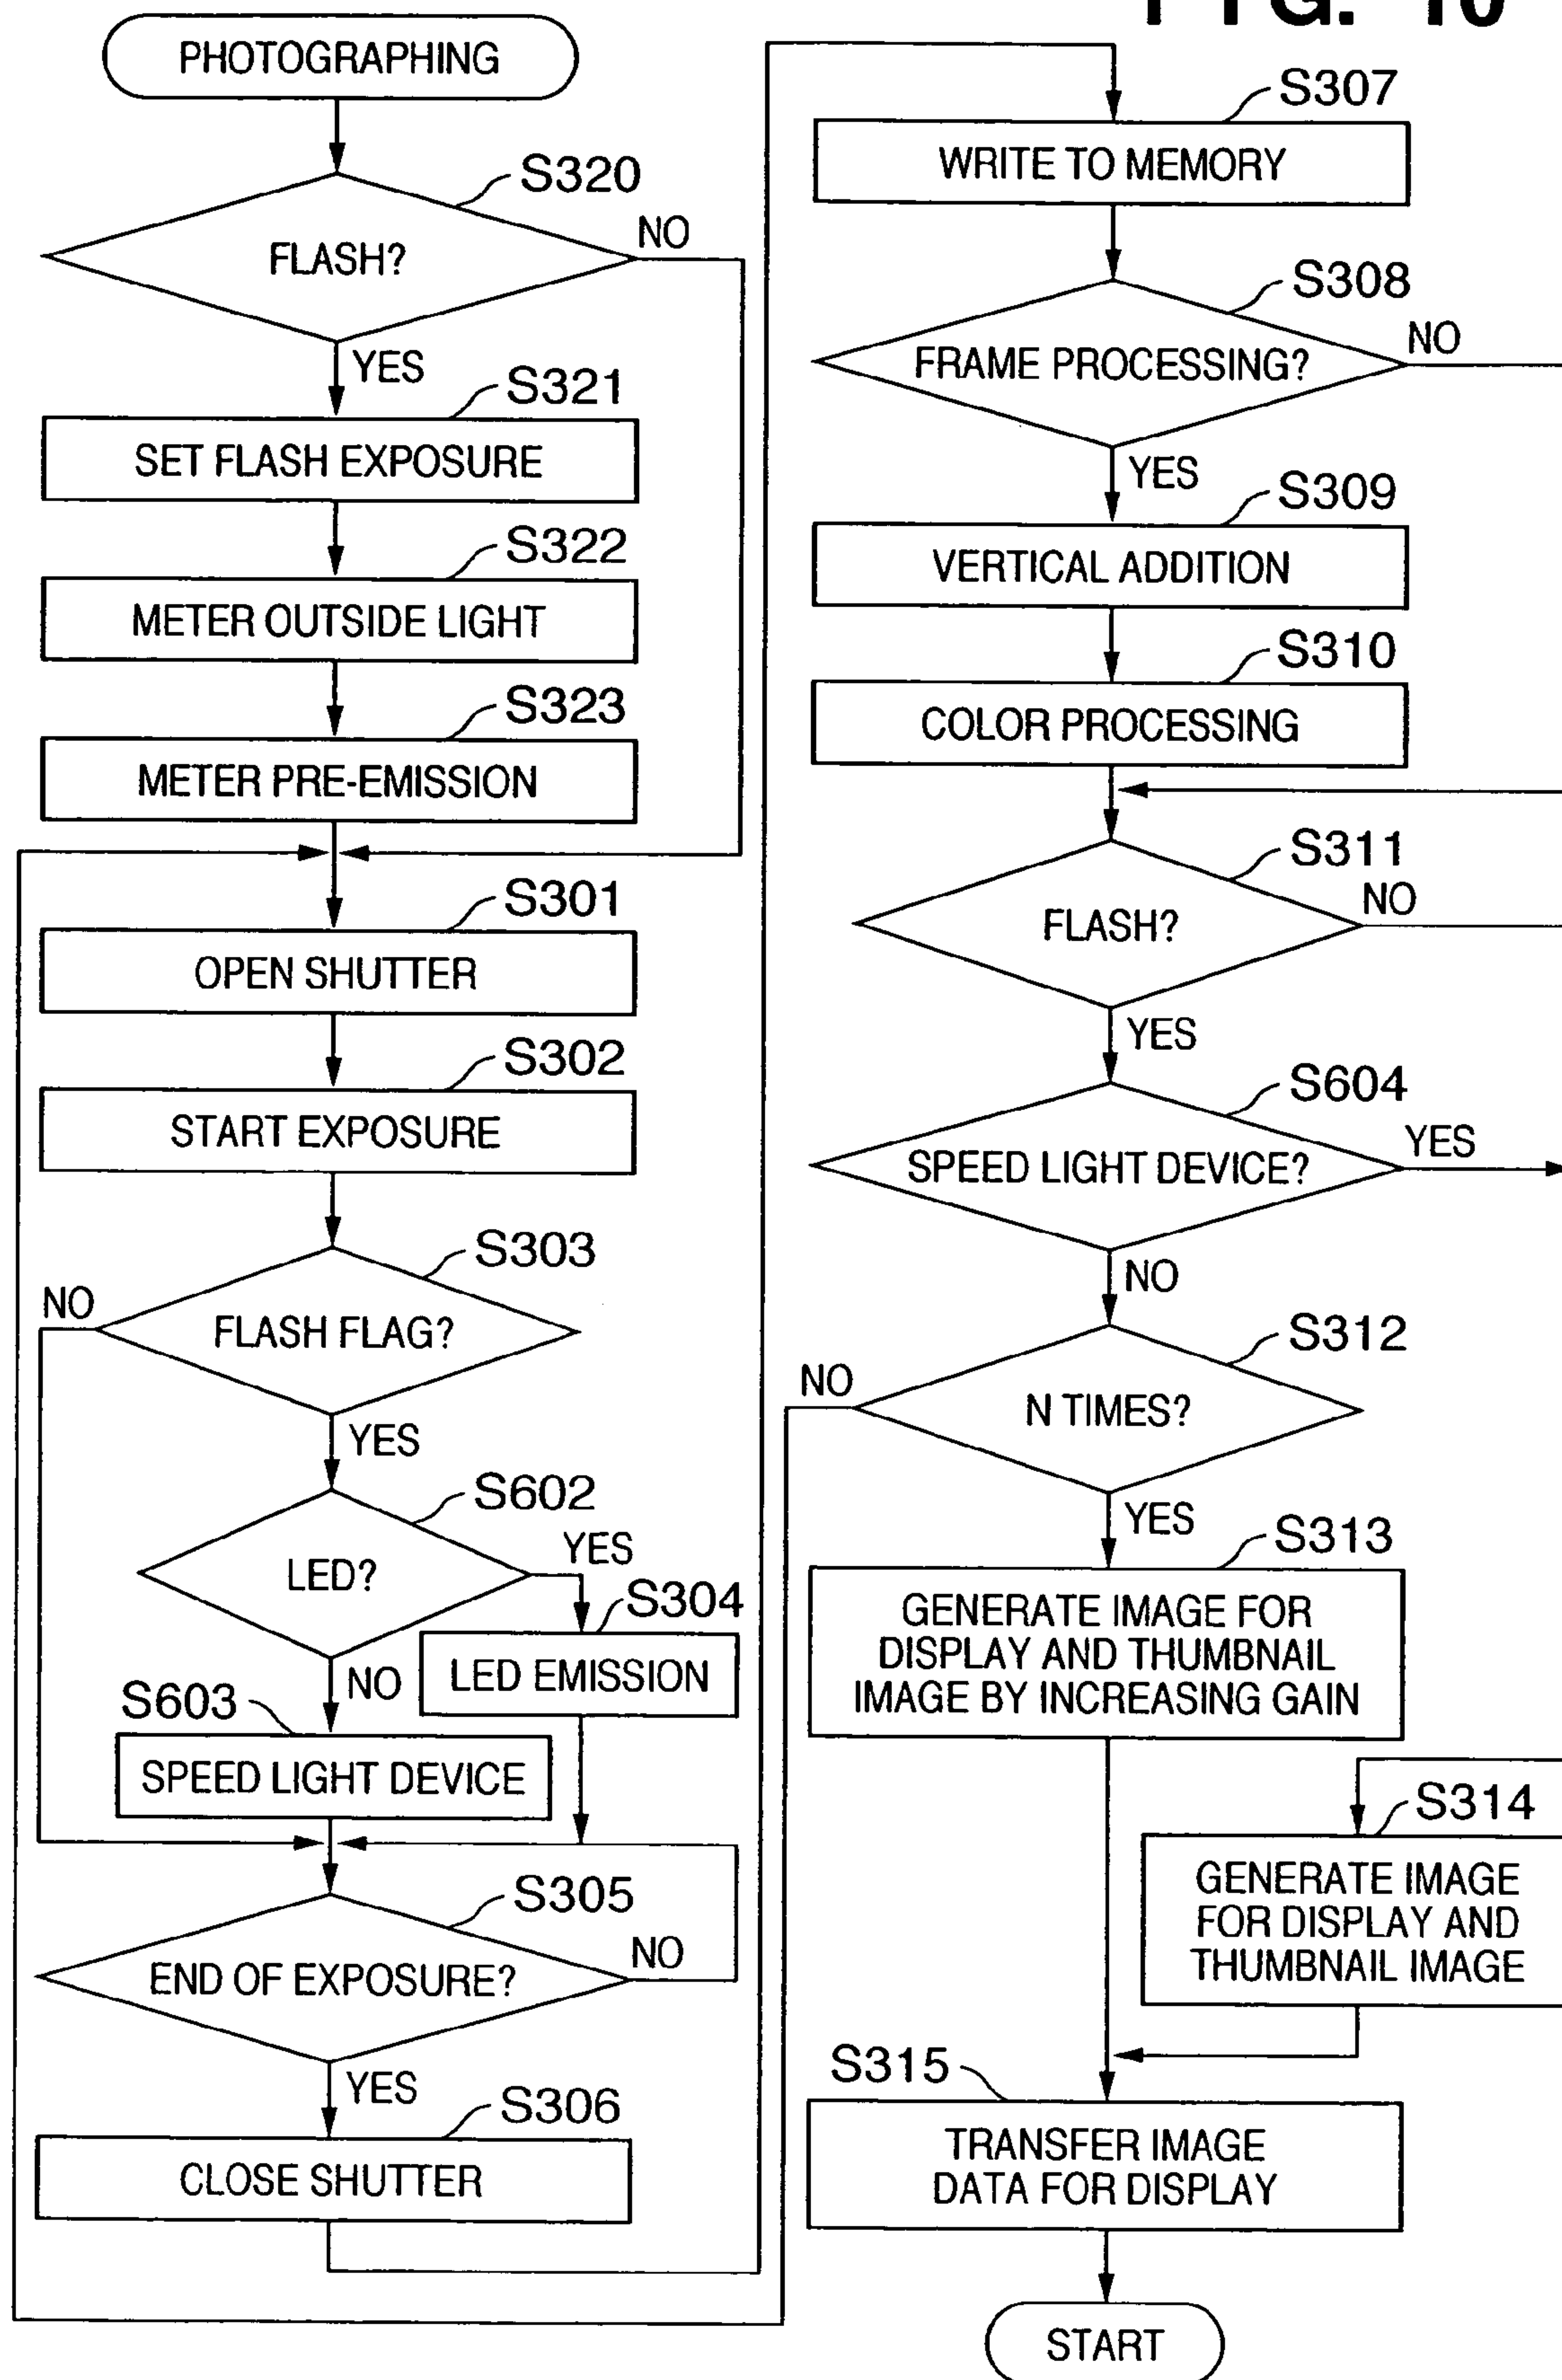 FIG. 10
PHOTOGRAPHING
S320
FLASH?
NO
YES
S321
SET FLASH EXPOSURE
S322
METER OUTSIDE LIGHT
S323
METER PRE-EMISSION
S301
OPEN SHUTTER
S302
START EXPOSURE
S303
NO
FLASH FLAG?
YES
S602
LED?
YES
S304
LED EMISSION
NO
S603
SPEED LIGHT DEVICE
S305
END OF EXPOSURE?
NO
YES
S306
CLOSE SHUTTER
S307
WRITE TO MEMORY
S308
FRAME PROCESSING?
NO
YES
S309
VERTICAL ADDITION
S310
COLOR PROCESSING
S311
FLASH?
NO
YES
S604
SPEED LIGHT DEVICE?
YES
NO
S312
NO
N TIMES?
YES
S313
GENERATE IMAGE FOR
DISPLAY AND THUMBNAIL
IMAGE BY INCREASING GAIN
S314
GENERATE IMAGE
FOR DISPLAY AND
THUMBNAIL IMAGE
S315
TRANSFER IMAGE
DATA FOR DISPLAY
START